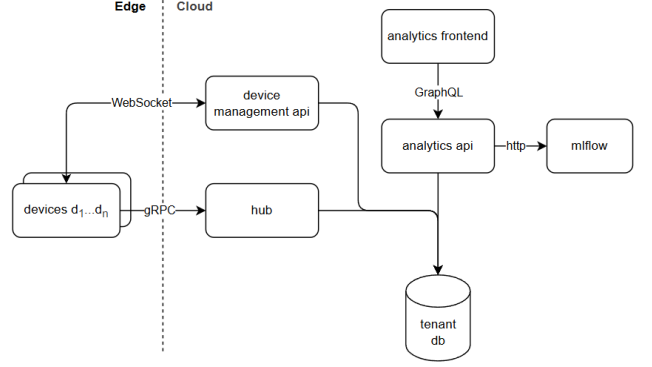 Edge
Cloud
analytics frontend
GraphQL
WebSocket
device
management api
analytics api
http
mlflow
devices d₁...dₙ
gRPC
hub
tenant
db